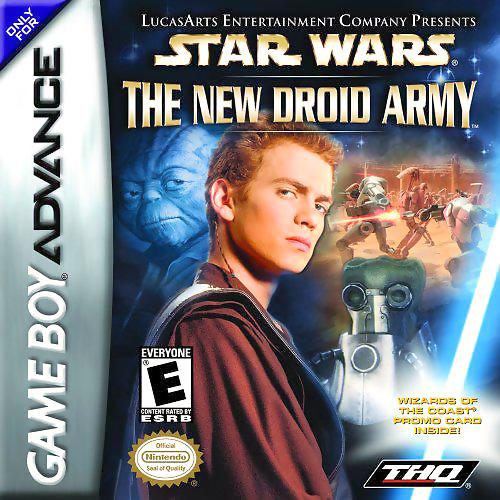 ONLY
FOR
GAME BOY ADVANCE
LUCASARTS ENTERTAINMENT COMPANY PRESENTS
STAR WARS®
THE NEW DROID ARMY™
EVERYONE
E®
CONTENT RATED BY
ESRB
Official
Nintendo
Seal of Quality
WIZARDS OF
THE COAST®
PROMO CARD
INSIDE!
THQ®